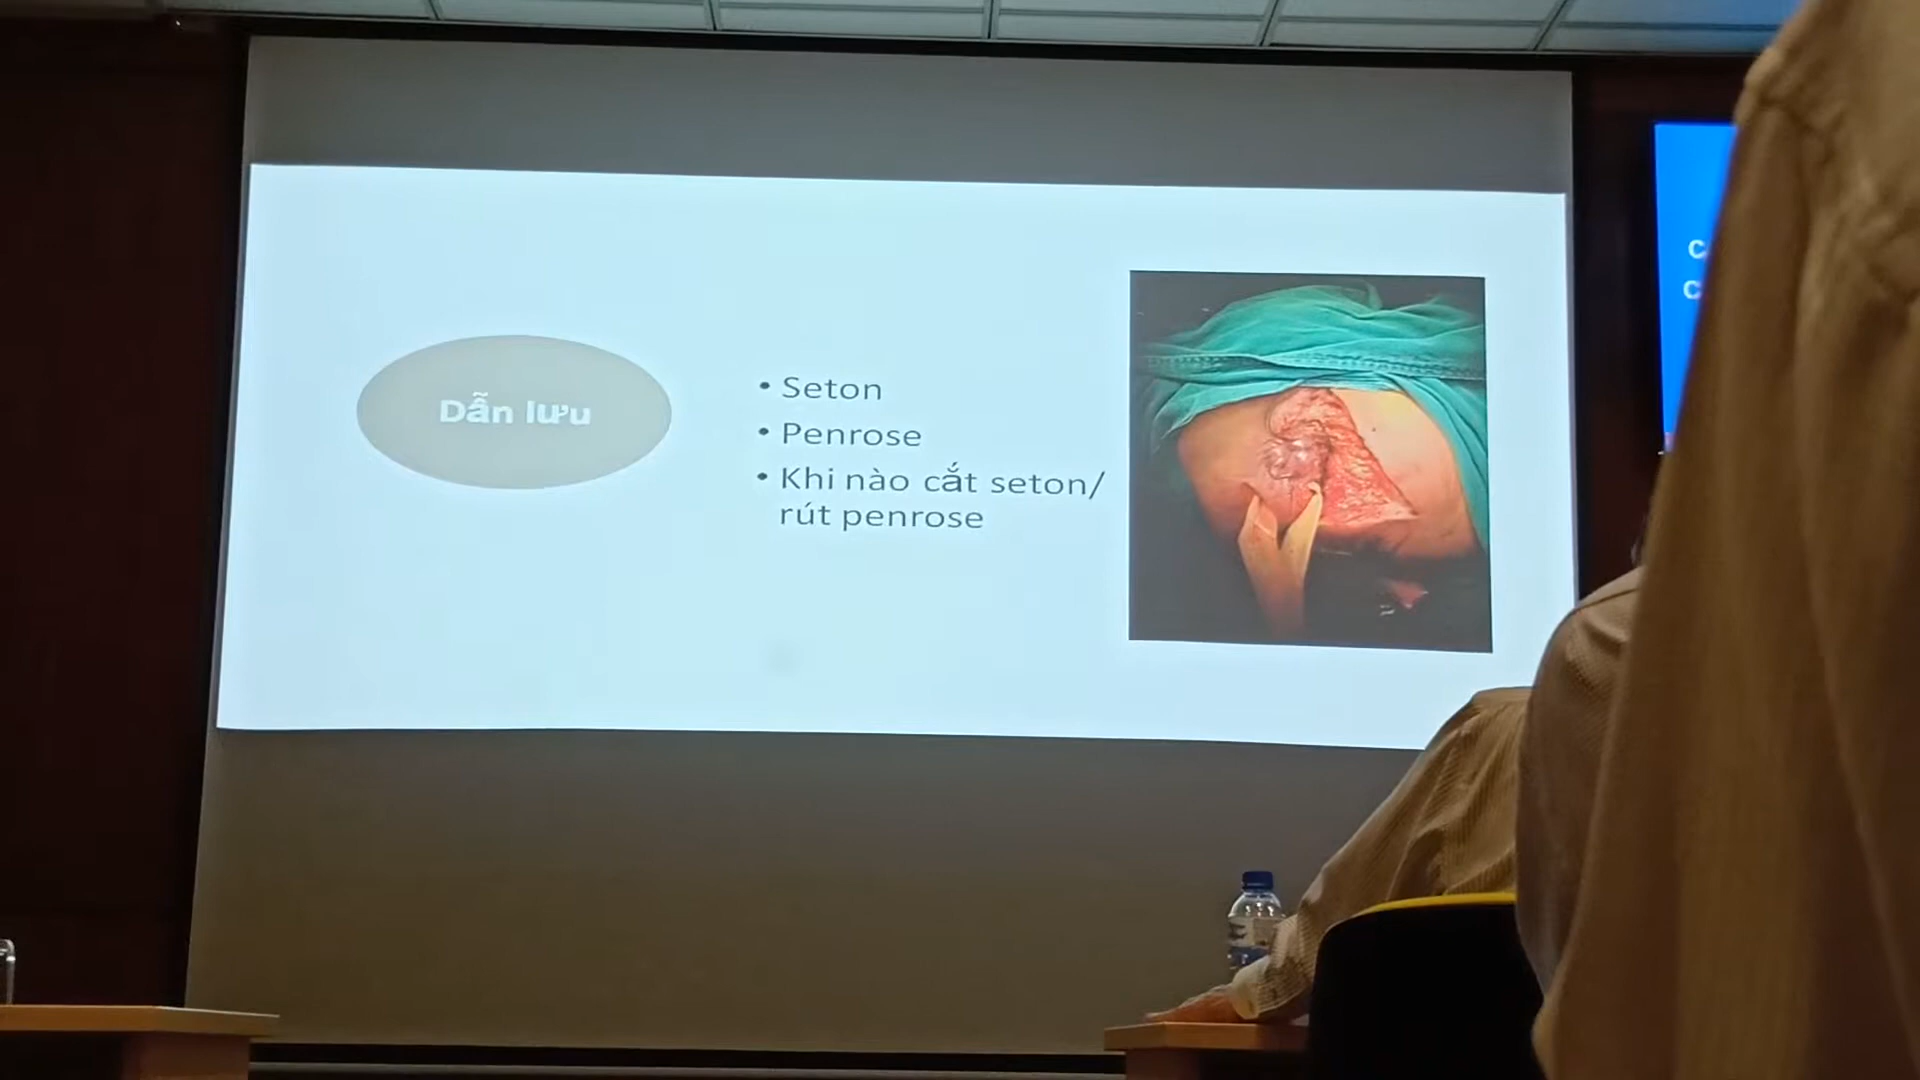 Dẫn lưu
• Seton
• Penrose
• Khi nào cắt seton/
rút penrose